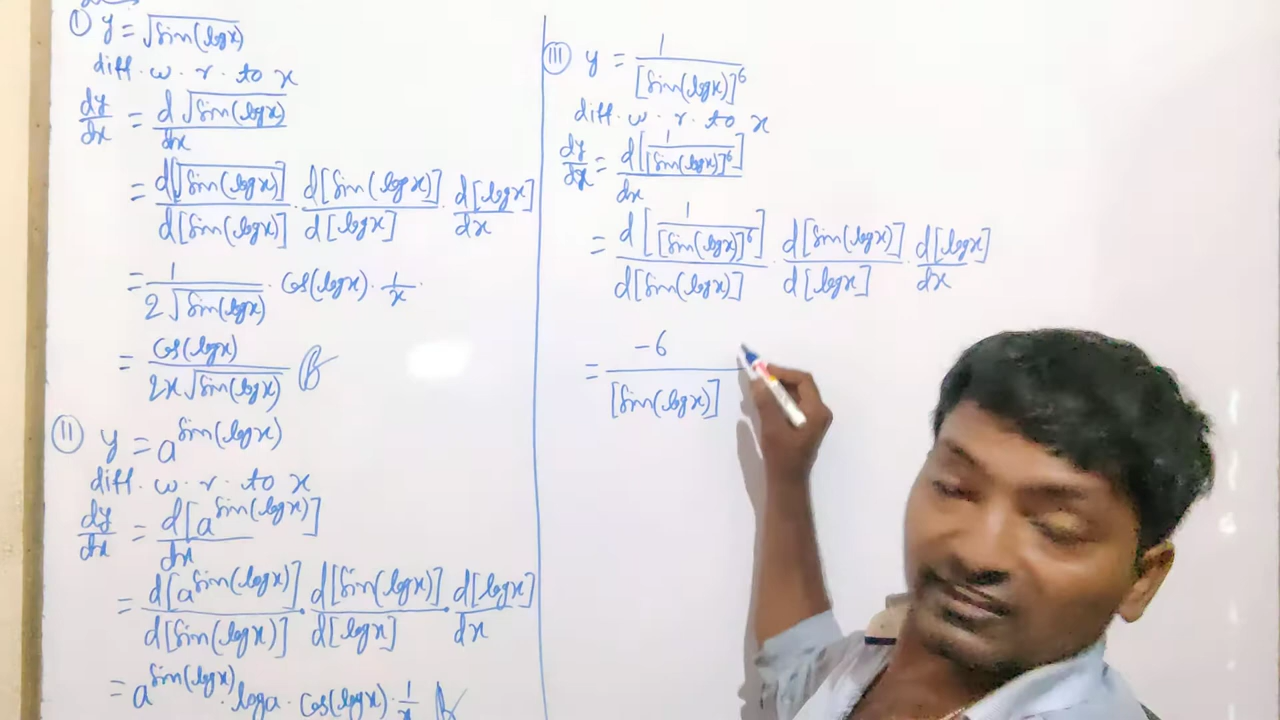 ① y = √sin(logx)
diff. w. r. to x
dy/dx = d√sin(logx)/dx
= d[√sin(logx)]/d[sin(logx)] · d[sin(logx)]/d[logx] · d[logx]/dx
= 1/2√sin(logx) · cos(logx) · 1/x ·
= cos(logx)/2x√sin(logx)
② y = a^sin(logx)
diff. w. r. to x
dy/dx = d[a^sin(logx)]/dx
= d[a^sin(logx)]/d[sin(logx)] · d[sin(logx)]/d[logx] · d[logx]/dx
= a^sin(logx) · loga · cos(logx) · 1/x
③ y = 1/[sin(logx)]^6
diff. w. r. to x
dy/dx = d[1/[sin(logx)]^6]/dx
= d[1/[sin(logx)]^6]/d[sin(logx)] · d[sin(logx)]/d[logx] · d[logx]/dx
= -6/[sin(logx)]